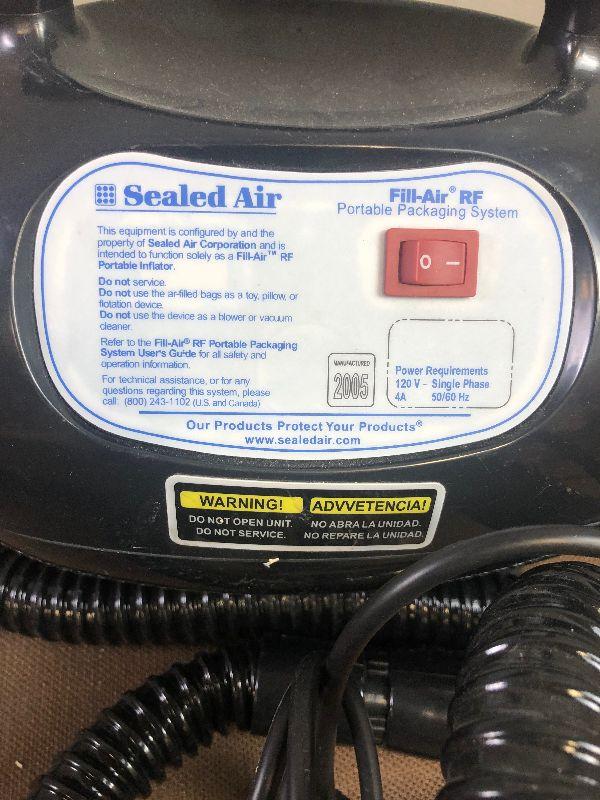 Sealed Air
Fill-Air® RF
Portable Packaging System
This equipment is configured by and the
property of Sealed Air Corporation and is
intended to function solely as a Fill-Air™ RF
Portable Inflator.
Do not service.
Do not use the air-filled bags as a toy, pillow, or
flotation device.
Do not use the device as a blower or vacuum
cleaner.
Refer to the Fill-Air® RF Portable Packaging
System User's Guide for all safety and
operation information.
For technical assistance, or for any
questions regarding this system, please
call: (800) 243-1102 (U.S. and Canada)
O –
MANUFACTURED
2005
Power Requirements
120 V – Single Phase
4A 50/60 Hz
Our Products Protect Your Products®
www.sealedair.com
WARNING!
DO NOT OPEN UNIT.
DO NOT SERVICE.
ADVVETENCIA!
NO ABRA LA UNIDAD.
NO REPARE LA UNIDAD.